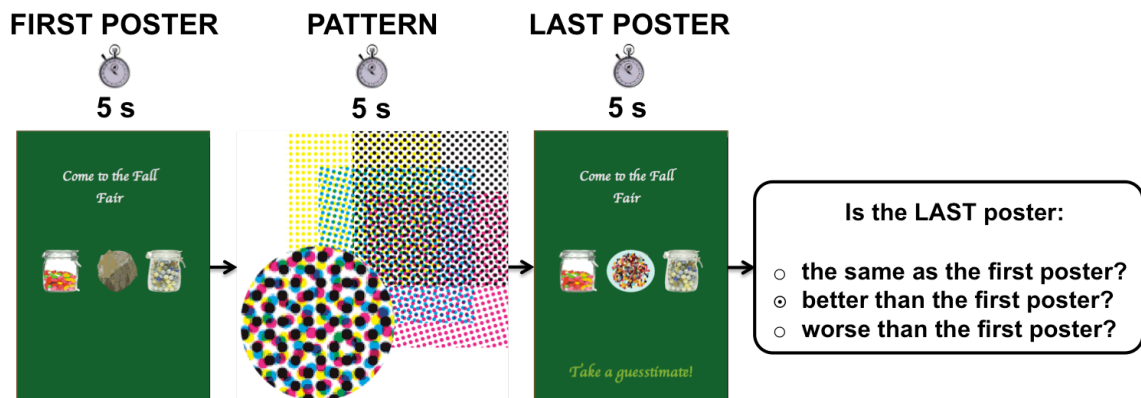 FIRST POSTER
PATTERN
LAST POSTER
5 s
5 s
5 s
Come to the Fall
Fair
Come to the Fall
Fair
Take a guesstimate!
Is the LAST poster:
the same as the first poster?
better than the first poster?
worse than the first poster?